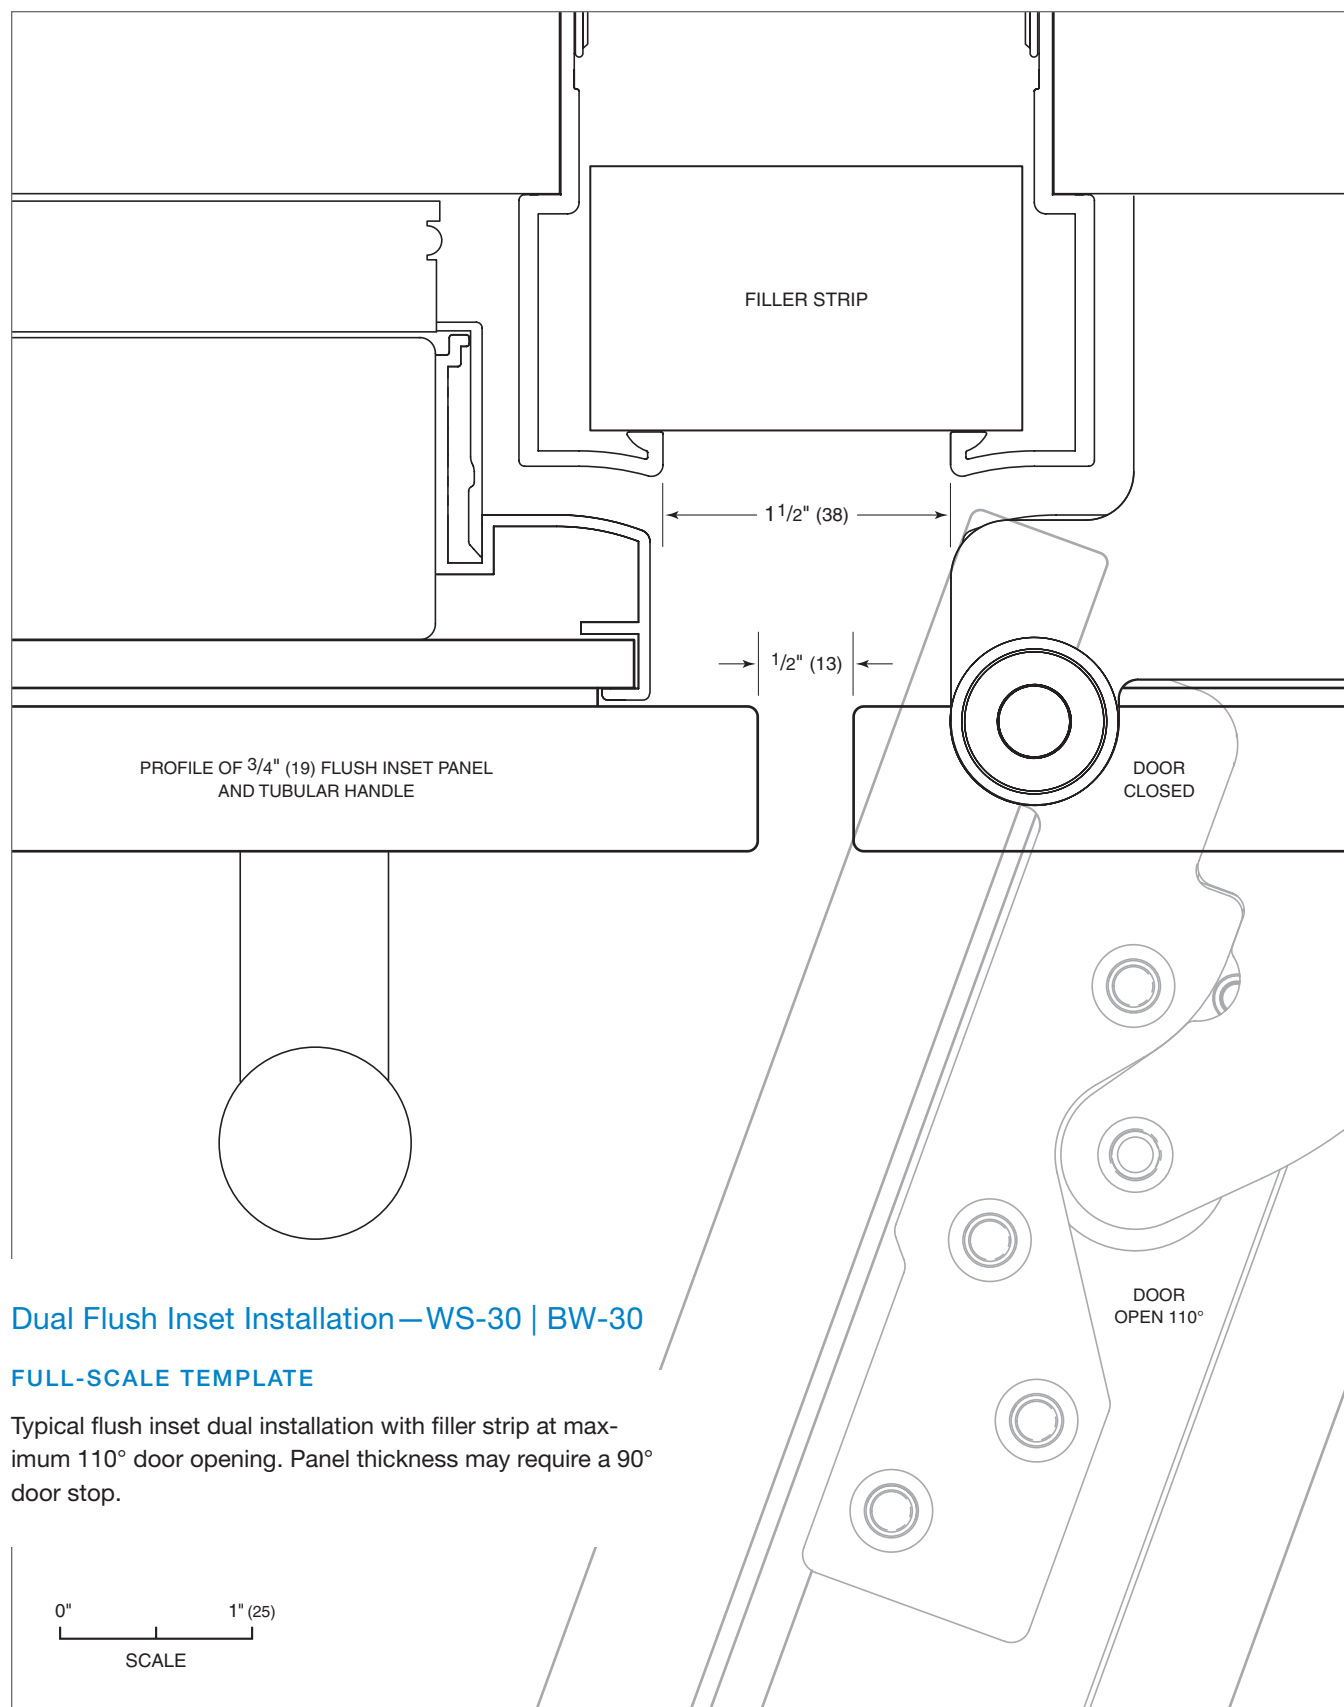 FILLER STRIP
1 1/2" (38)
1/2" (13)
PROFILE OF 3/4" (19) FLUSH INSET PANEL
AND TUBULAR HANDLE
DOOR
CLOSED
DOOR
OPEN 110°
Dual Flush Inset Installation—WS-30 | BW-30
FULL-SCALE TEMPLATE
Typical flush inset dual installation with filler strip at max-
imum 110° door opening. Panel thickness may require a 90°
door stop.
0" 1" (25)
SCALE